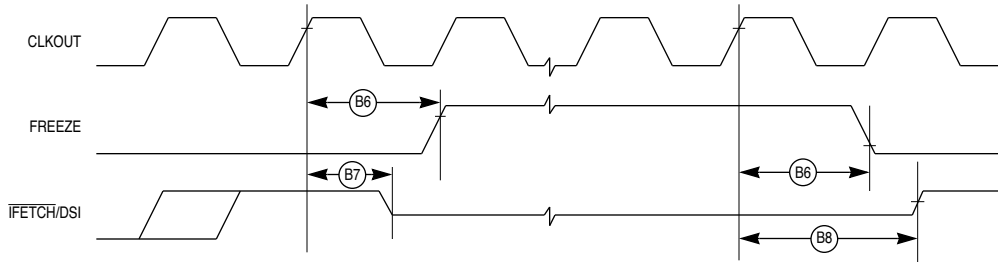 CLKOUT
B6
FREEZE
B7
B6
IFETCH/DSI
B8